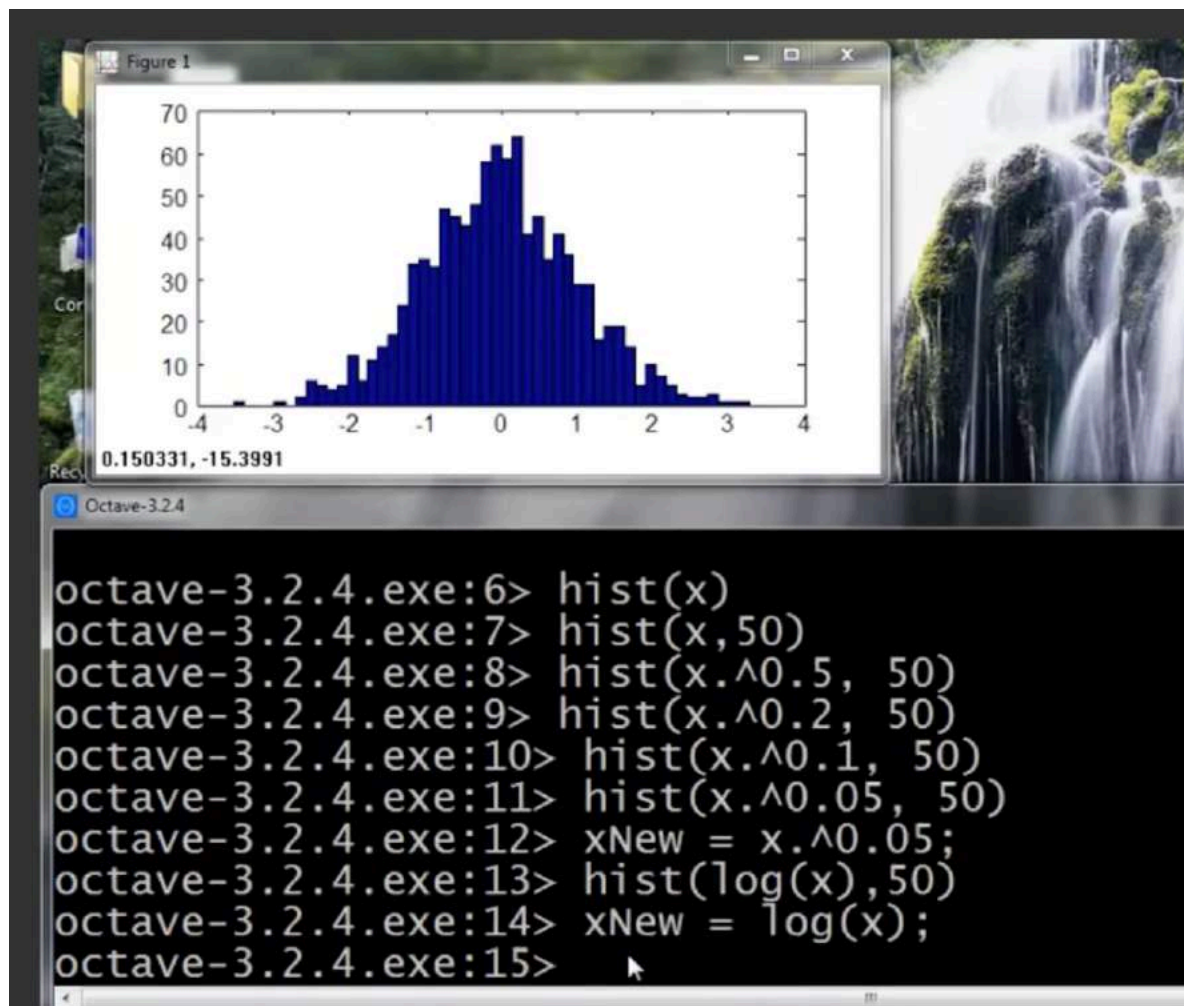 Figure 1
70
60
50
40
30
20
10
0
-4 -3 -2 -1 0 1 2 3 4
0.150331, -15.3991
Octave-3.2.4
octave-3.2.4.exe:6> hist(x)
octave-3.2.4.exe:7> hist(x,50)
octave-3.2.4.exe:8> hist(x.^0.5, 50)
octave-3.2.4.exe:9> hist(x.^0.2, 50)
octave-3.2.4.exe:10> hist(x.^0.1, 50)
octave-3.2.4.exe:11> hist(x.^0.05, 50)
octave-3.2.4.exe:12> xNew = x.^0.05;
octave-3.2.4.exe:13> hist(log(x),50)
octave-3.2.4.exe:14> xNew = log(x);
octave-3.2.4.exe:15>